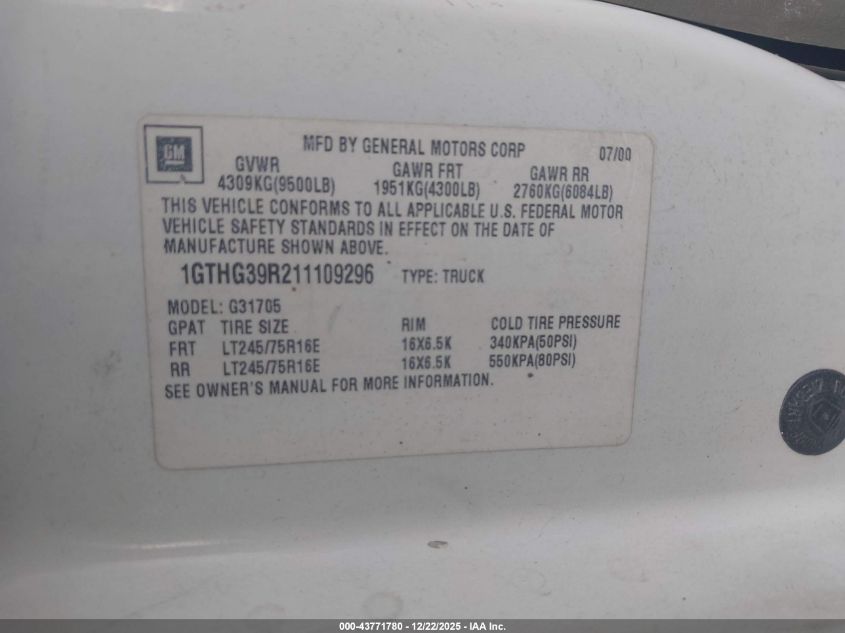 GM
MFD BY GENERAL MOTORS CORP 07/00
GVWR GAWR FRT GAWR RR
4309KG(9500LB) 1951KG(4300LB) 2760KG(6084LB)
THIS VEHICLE CONFORMS TO ALL APPLICABLE U.S. FEDERAL MOTOR
VEHICLE SAFETY STANDARDS IN EFFECT ON THE DATE OF
MANUFACTURE SHOWN ABOVE.
1GTHG39R211109296 TYPE: TRUCK
MODEL: G31705
GPAT TIRE SIZE RIM COLD TIRE PRESSURE
FRT LT245/75R16E 16X6.5K 340KPA(50PSI)
RR LT245/75R16E 16X6.5K 550KPA(80PSI)
SEE OWNER'S MANUAL FOR MORE INFORMATION.
000-43771780 - 12/22/2025 - IAA Inc.